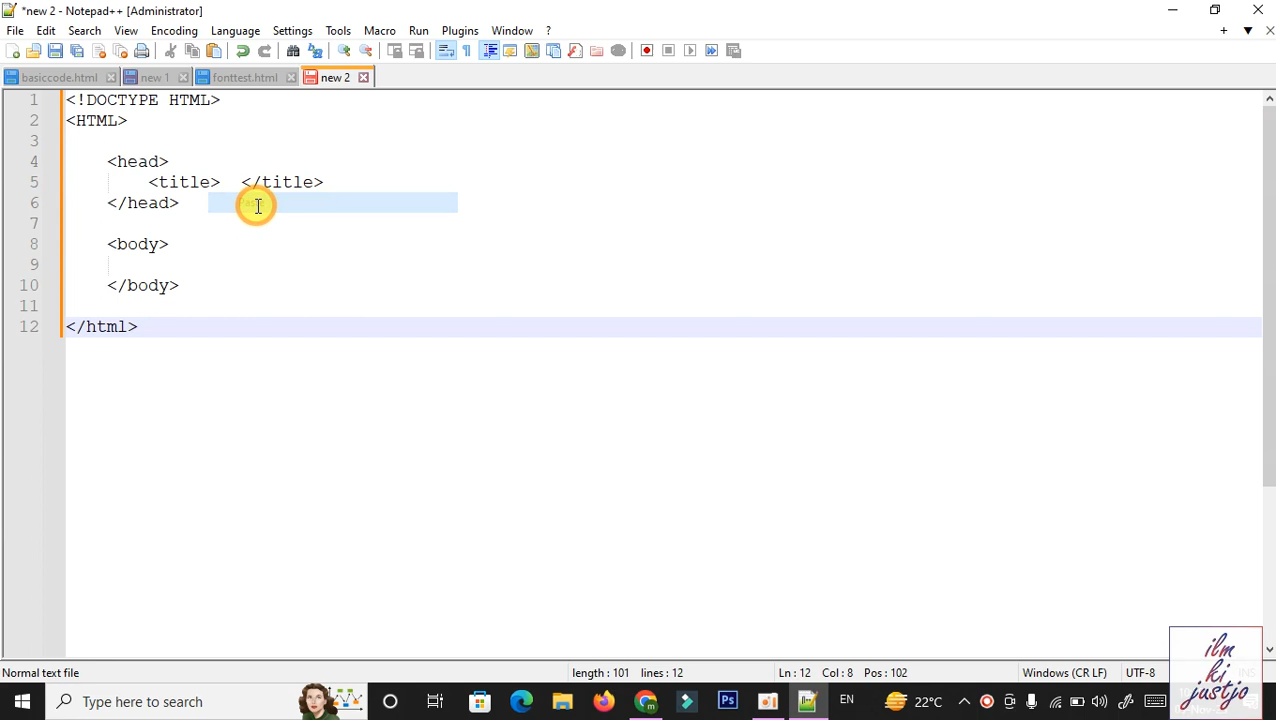 *new 2 - Notepad++ [Administrator]
File Edit Search View Encoding Language Settings Tools Macro Run Plugins Window ?
basiccode.html new 1 fonttest.html new 2
1 <!DOCTYPE HTML>
2 <HTML>
3
4 <head>
5 <title> </title>
6 </head>
7
8 <body>
9
10 </body>
11
12 </html>
Normal text file length : 101 lines : 12 Ln : 12 Col : 8 Pos : 102 Windows (CR LF) UTF-8 INS
ilm
ki
justjo
Type here to search Ps EN 22°C